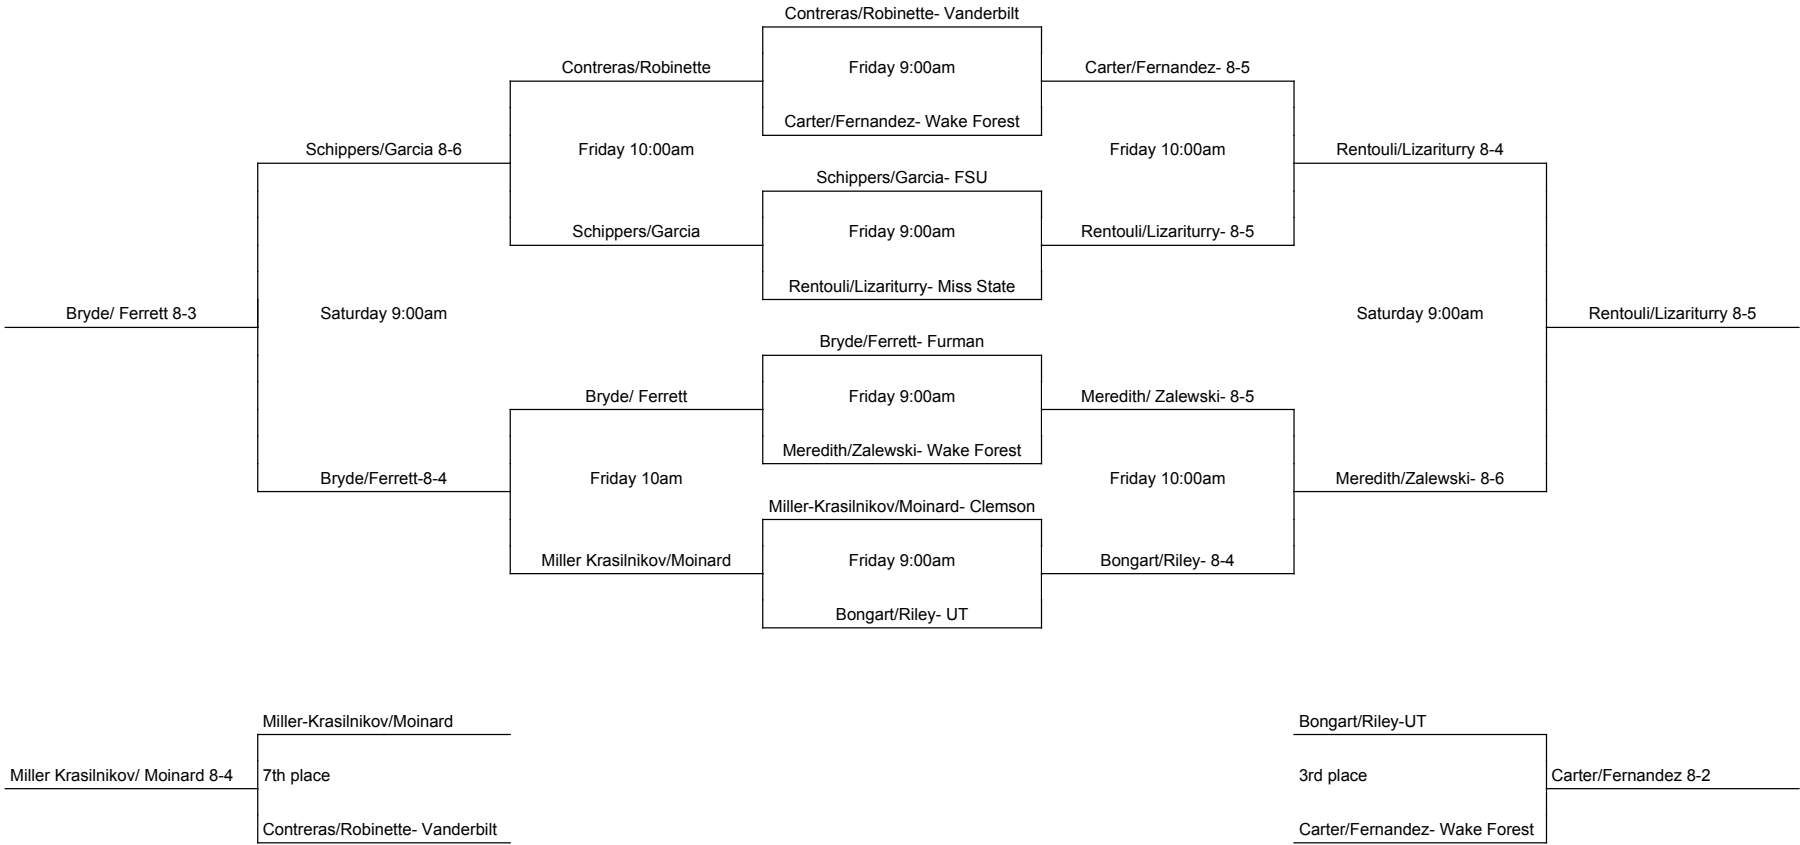 Contreras/Robinette- Vanderbilt
Contreras/Robinette
Friday 9:00am
Carter/Fernandez- 8-5
Carter/Fernandez- Wake Forest
Schippers/Garcia 8-6
Friday 10:00am
Friday 10:00am
Rentouli/Lizariturry 8-4
Schippers/Garcia- FSU
Schippers/Garcia
Friday 9:00am
Rentouli/Lizariturry- 8-5
Rentouli/Lizariturry- Miss State
Bryde/ Ferrett 8-3
Saturday 9:00am
Saturday 9:00am
Rentouli/Lizariturry 8-5
Bryde/Ferrett- Furman
Bryde/ Ferrett
Friday 9:00am
Meredith/ Zalewski- 8-5
Meredith/Zalewski- Wake Forest
Bryde/Ferrett-8-4
Friday 10am
Friday 10:00am
Meredith/Zalewski- 8-6
Miller-Krasilnikov/Moinard- Clemson
Miller Krasilnikov/Moinard
Friday 9:00am
Bongart/Riley- 8-4
Bongart/Riley- UT
Miller-Krasilnikov/Moinard
Bongart/Riley-UT
Miller Krasilnikov/ Moinard 8-4
7th place
3rd place
Carter/Fernandez 8-2
Contreras/Robinette- Vanderbilt
Carter/Fernandez- Wake Forest